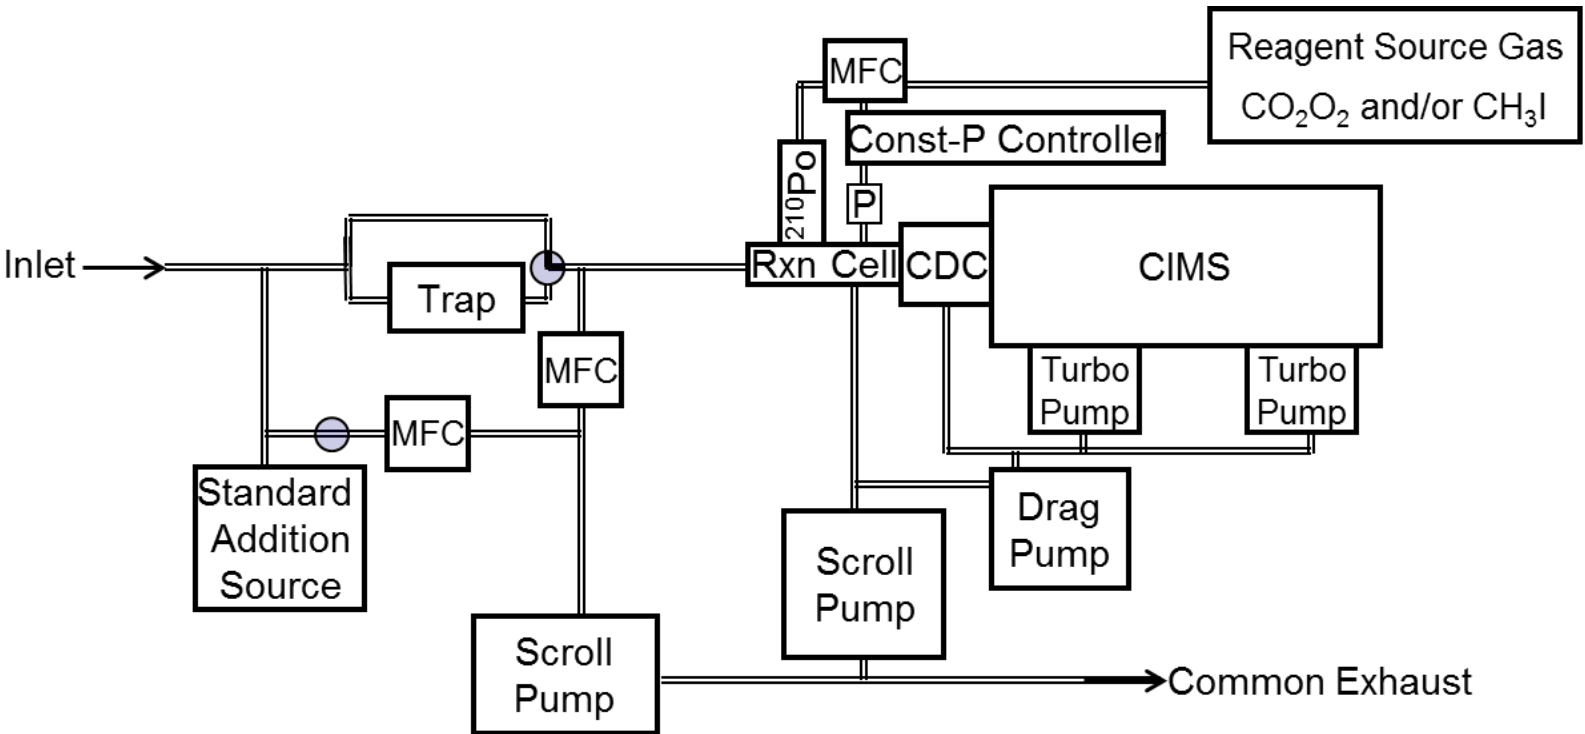 Reagent Source Gas
CO₂O₂ and/or CH₃I
MFC
Const-P Controller
²¹⁰Po
P
Inlet
Trap
Rxn Cell
CDC
CIMS
MFC
Turbo
Pump
Turbo
Pump
MFC
Standard
Addition
Source
Drag
Pump
Scroll
Pump
Scroll
Pump
Common Exhaust